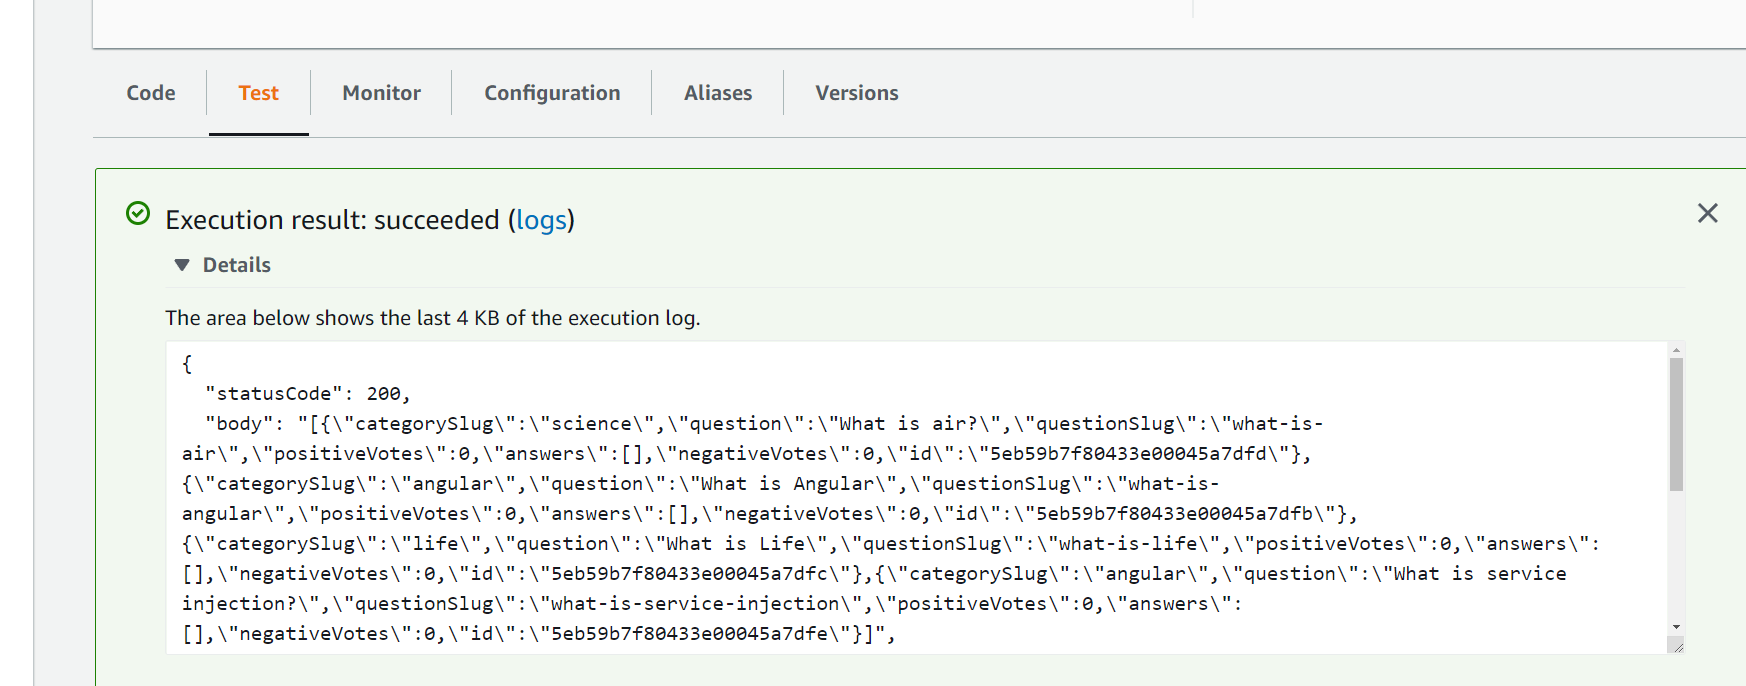 Code Test Monitor Configuration Aliases Versions
Execution result: succeeded (logs)
Details
The area below shows the last 4 KB of the execution log.
{
"statusCode": 200,
"body": "[{\"categorySlug\":\"science\",\"question\":\"What is air?\",\"questionSlug\":\"what-is-
air\",\"positiveVotes\":0,\"answers\":[],\"negativeVotes\":0,\"id\":\"5eb59b7f80433e00045a7dfd\"},
{\"categorySlug\":\"angular\",\"question\":\"What is Angular\",\"questionSlug\":\"what-is-
angular\",\"positiveVotes\":0,\"answers\":[],\"negativeVotes\":0,\"id\":\"5eb59b7f80433e00045a7dfb\"},
{\"categorySlug\":\"life\",\"question\":\"What is Life\",\"questionSlug\":\"what-is-life\",\"positiveVotes\":0,\"answers\":
[],\"negativeVotes\":0,\"id\":\"5eb59b7f80433e00045a7dfc\"},{\"categorySlug\":\"angular\",\"question\":\"What is service
injection?\",\"questionSlug\":\"what-is-service-injection\",\"positiveVotes\":0,\"answers\":
[],\"negativeVotes\":0,\"id\":\"5eb59b7f80433e00045a7dfe\"}]",